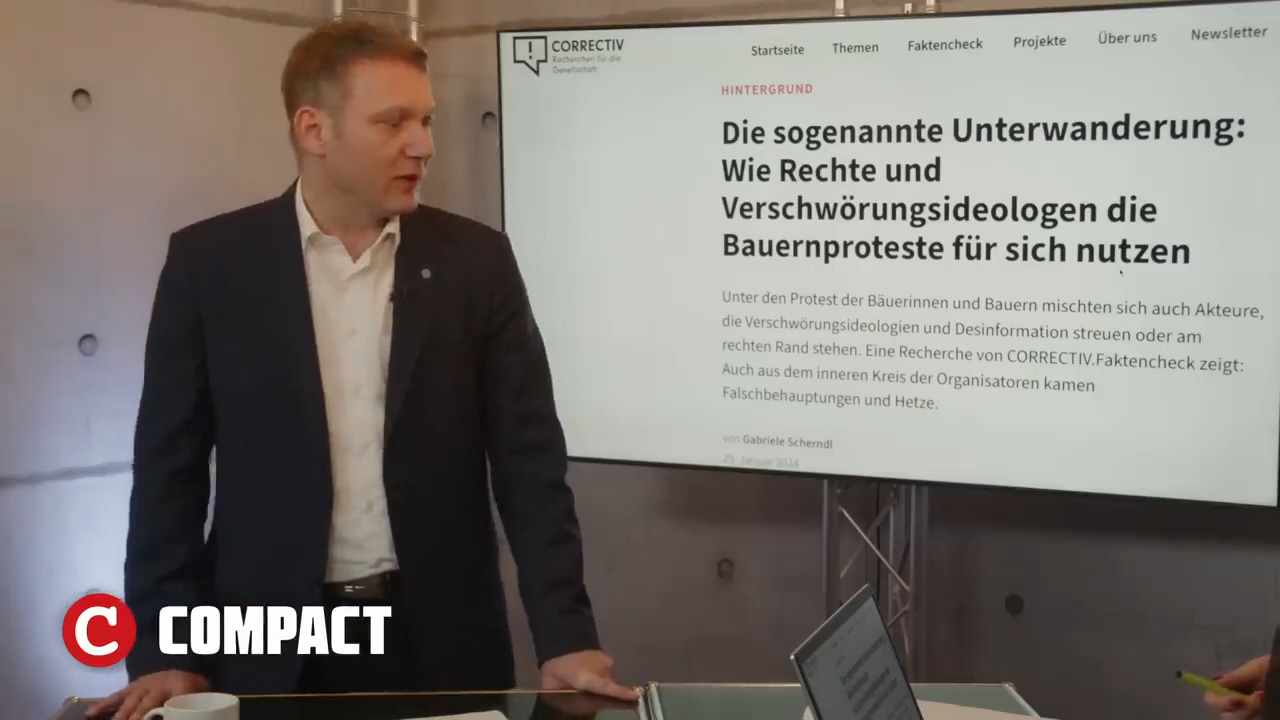 CORRECTIV
Recherchen für die
Gesellschaft
Startseite
Themen
Faktencheck
Projekte
Über uns
Newsletter
HINTERGRUND
Die sogenannte Unterwanderung:
Wie Rechte und
Verschwörungsideologen die
Bauernproteste für sich nutzen
Unter den Protest der Bäuerinnen und Bauern mischten sich auch Akteure,
die Verschwörungsideologien und Desinformation streuen oder am
rechten Rand stehen. Eine Recherche von CORRECTIV.Faktencheck zeigt:
Auch aus dem inneren Kreis der Organisatoren kamen
Falschbehauptungen und Hetze.
von Gabriele Scherndl
29. Januar 2024
C COMPACT